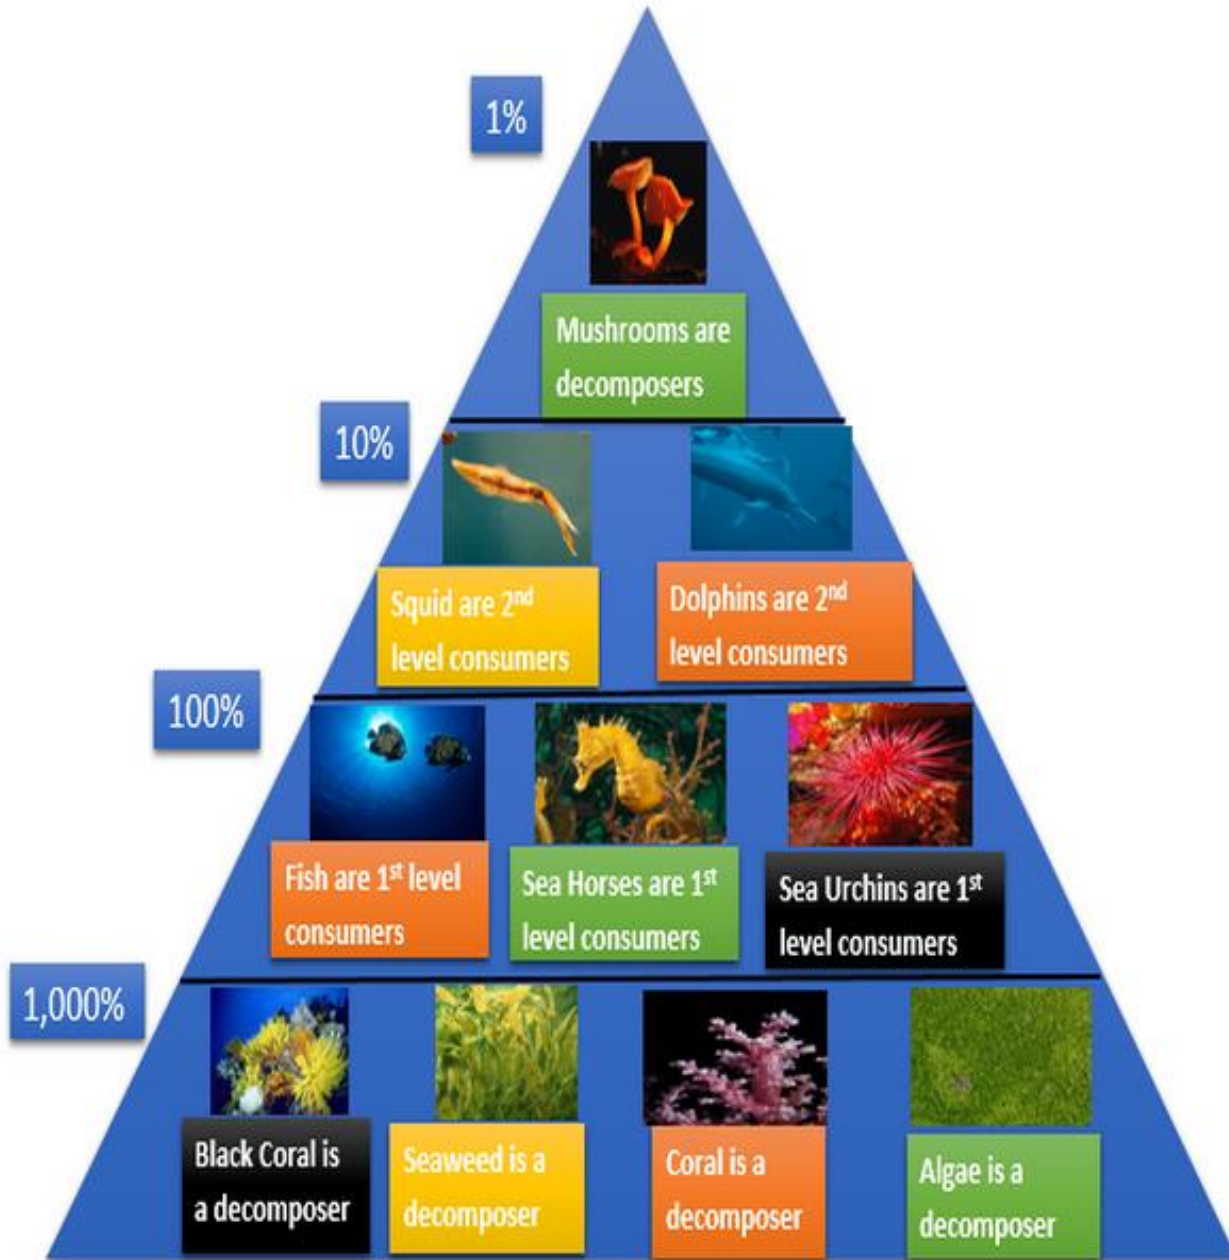 1%
Mushrooms are
decomposers
10%
Squid are 2nd
level consumers
Dolphins are 2nd
level consumers
100%
Fish are 1st level
consumers
Sea Horses are 1st
level consumers
Sea Urchins are 1st
level consumers
1,000%
Black Coral is
a decomposer
Seaweed is a
decomposer
Coral is a
decomposer
Algae is a
decomposer